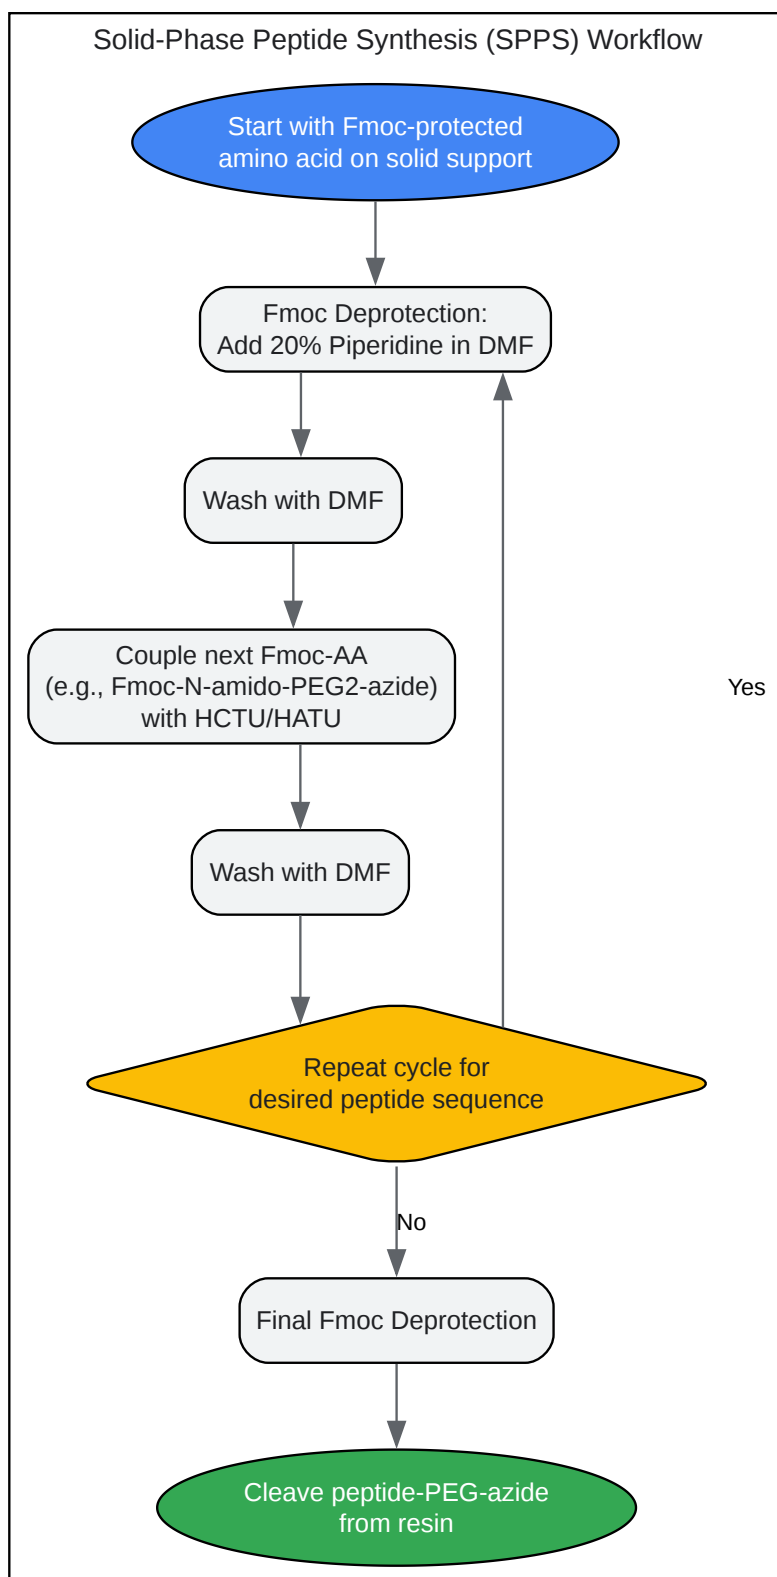 Solid-Phase Peptide Synthesis (SPPS) Workflow
Start with Fmoc-protected
amino acid on solid support
Fmoc Deprotection:
Add 20% Piperidine in DMF
Wash with DMF
Couple next Fmoc-AA
(e.g., Fmoc-N-amido-PEG2-azide)
with HCTU/HATU
Yes
Wash with DMF
Repeat cycle for
desired peptide sequence
No
Final Fmoc Deprotection
Cleave peptide-PEG-azide
from resin